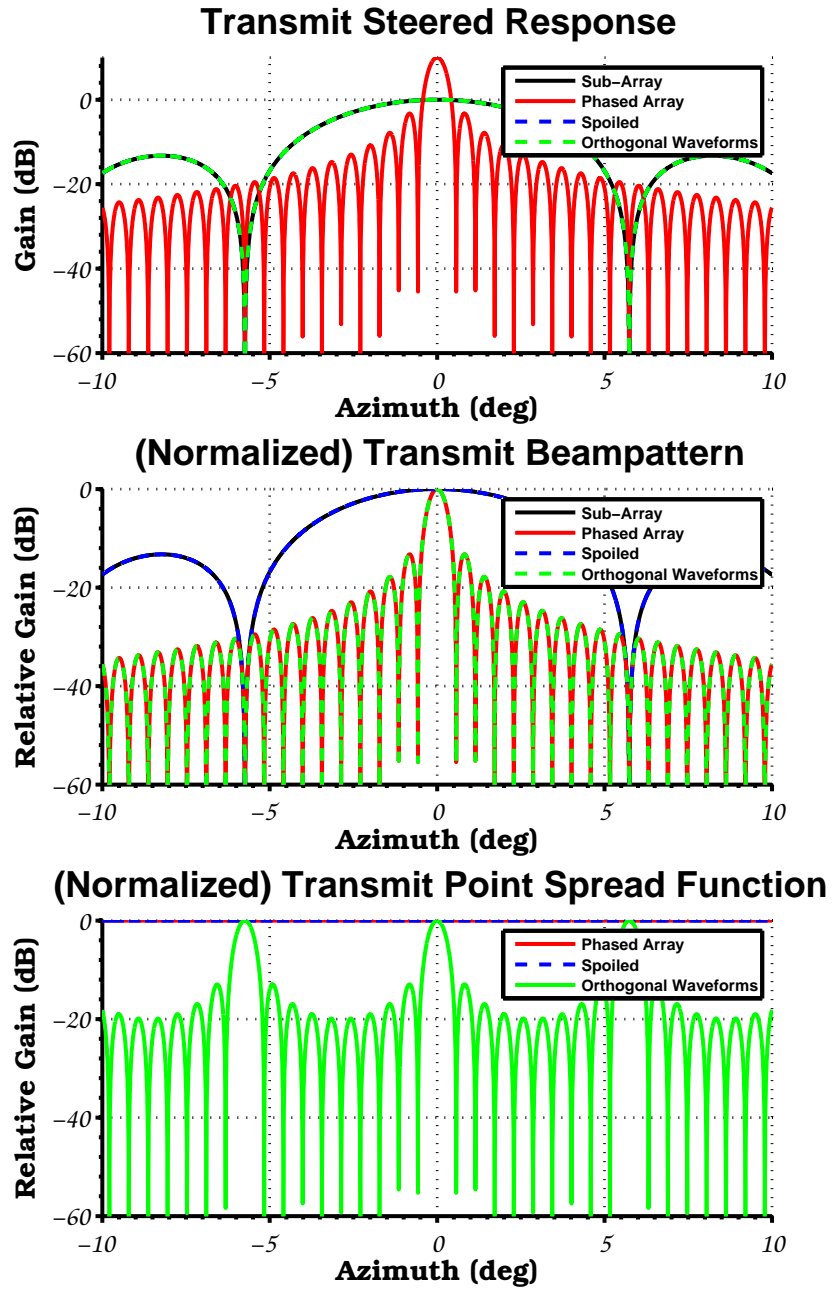 Transmit Steered Response
Gain (dB)
0
−20
−40
−60
Sub−Array
Phased Array
Spoiled
Orthogonal Waveforms
−10
−5
0
5
10
Azimuth (deg)
(Normalized) Transmit Beampattern
Relative Gain (dB)
0
−20
−40
−60
Sub−Array
Phased Array
Spoiled
Orthogonal Waveforms
−10
−5
0
5
10
Azimuth (deg)
(Normalized) Transmit Point Spread Function
Relative Gain (dB)
0
−20
−40
−60
Phased Array
Spoiled
Orthogonal Waveforms
−10
−5
0
5
10
Azimuth (deg)